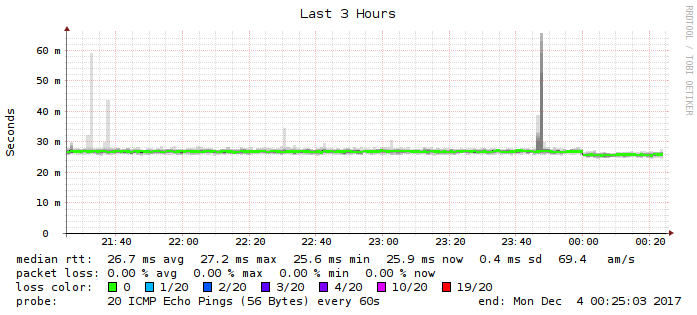 Last 3 Hours
RRDTOOL / TOBI OETIKER
Seconds
60 m
50 m
40 m
30 m
20 m
10 m
0
21:40 22:00 22:20 22:40 23:00 23:20 23:40 00:00 00:20
median rtt: 26.7 ms avg 27.2 ms max 25.6 ms min 25.9 ms now 0.4 ms sd 69.4 am/s
packet loss: 0.00 % avg 0.00 % max 0.00 % min 0.00 % now
loss color: 0 1/20 2/20 3/20 4/20 10/20 19/20
probe: 20 ICMP Echo Pings (56 Bytes) every 60s end: Mon Dec 4 00:25:03 2017